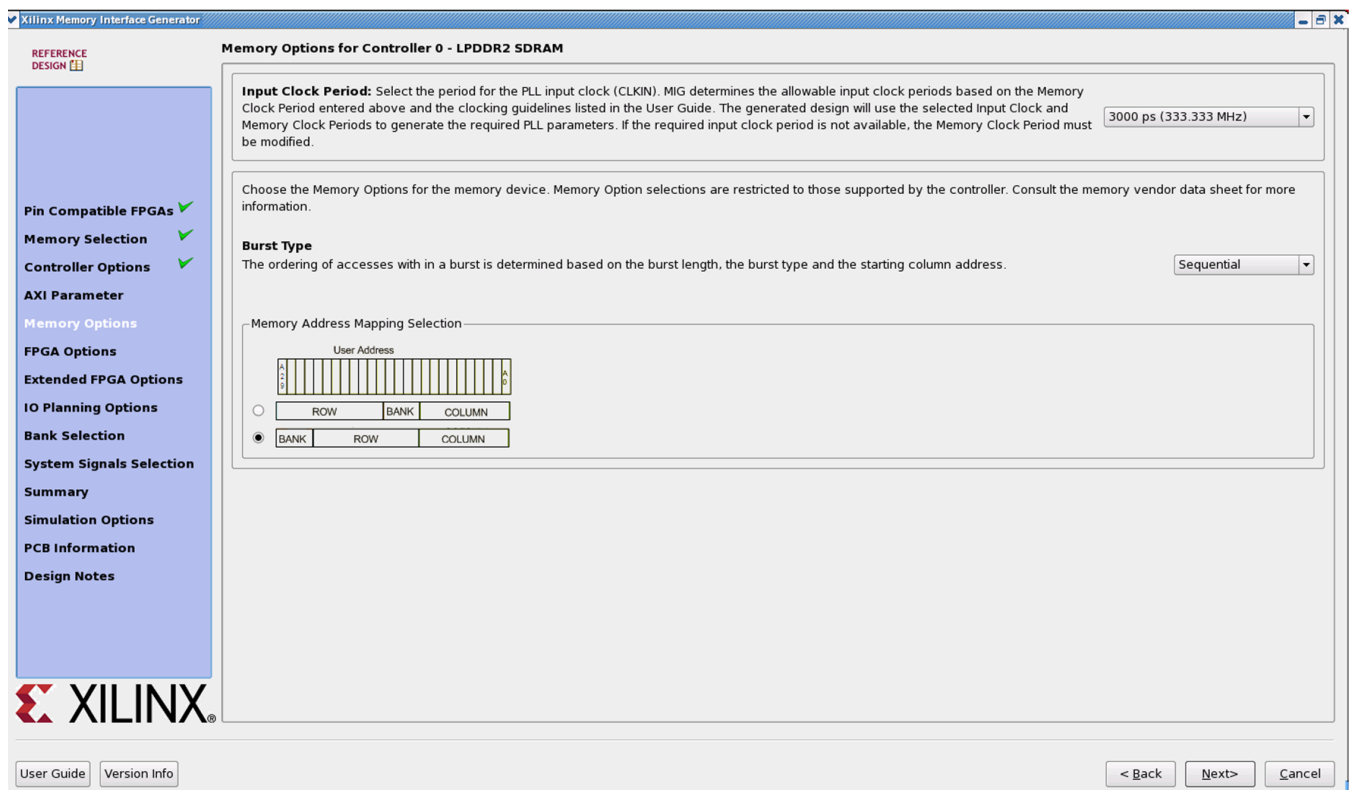 Xilinx Memory Interface Generator
REFERENCE
DESIGN
Memory Options for Controller 0 - LPDDR2 SDRAM
Input Clock Period: Select the period for the PLL input clock (CLKIN). MIG determines the allowable input clock periods based on the Memory
Clock Period entered above and the clocking guidelines listed in the User Guide. The generated design will use the selected Input Clock and
Memory Clock Periods to generate the required PLL parameters. If the required input clock period is not available, the Memory Clock Period must
be modified.
3000 ps (333.333 MHz)
Choose the Memory Options for the memory device. Memory Option selections are restricted to those supported by the controller. Consult the memory vendor data sheet for more
information.
Burst Type
The ordering of accesses with in a burst is determined based on the burst length, the burst type and the starting column address.
Sequential
Memory Address Mapping Selection
User Address
A29
A0
ROW BANK COLUMN
BANK ROW COLUMN
Pin Compatible FPGAs
Memory Selection
Controller Options
AXI Parameter
Memory Options
FPGA Options
Extended FPGA Options
IO Planning Options
Bank Selection
System Signals Selection
Summary
Simulation Options
PCB Information
Design Notes
XILINX®
User Guide
Version Info
< Back
Next>
Cancel